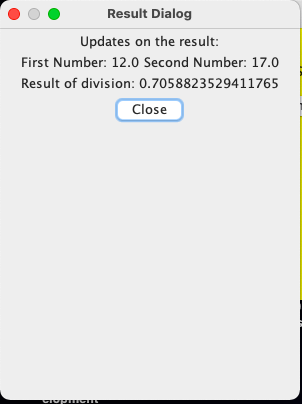 Result Dialog
Updates on the result:
First Number: 12.0 Second Number: 17.0
Result of division: 0.7058823529411765
Close